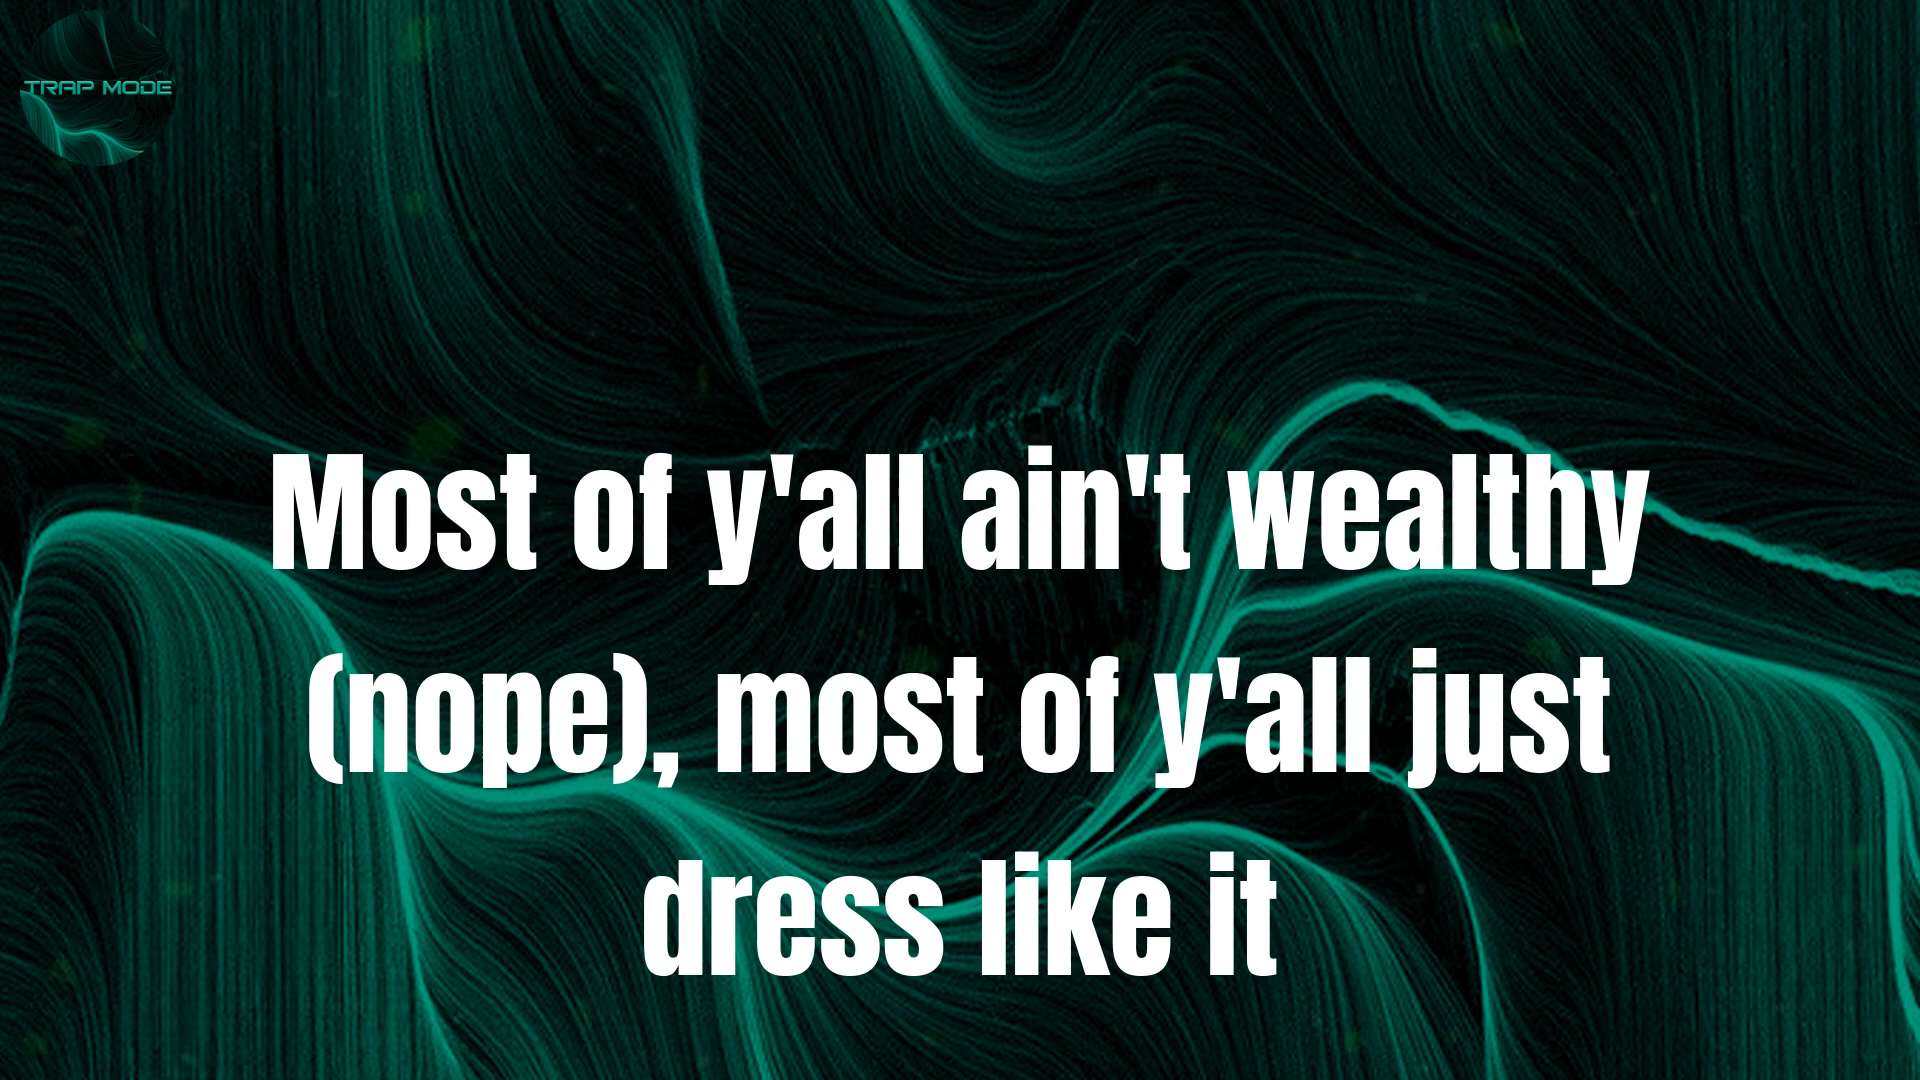 TRAP MODE
Most of y'all ain't wealthy
(nope), most of y'all just
dress like it